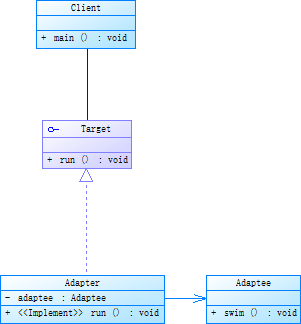 Client
+ main () : void
Target
+ run () : void
Adapter
- adaptee : Adaptee
+ <<Implement>> run () : void
Adaptee
+ swim () : void